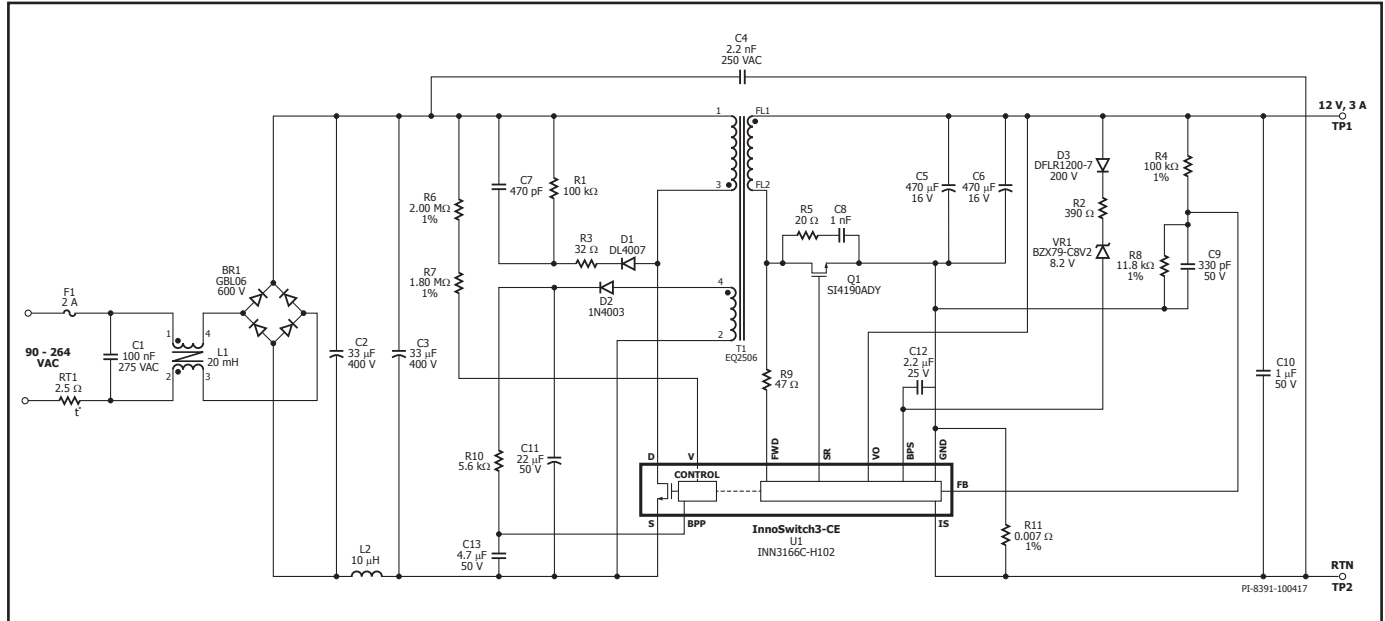 C4
2.2 nF
250 VAC
12 V, 3 A
TP1
1
FL1
3
FL2
C7
470 pF
R1
100 kΩ
R6
2.00 MΩ
1%
R3
32 Ω
D1
DL4007
R7
1.80 MΩ
1%
4
D2
1N4003
2
T1
EQ2506
C5
470 μF
16 V
C6
470 μF
16 V
D3
DFLR1200-7
200 V
R2
390 Ω
VR1
BZX79-C8V2
8.2 V
R4
100 kΩ
1%
R8
11.8 kΩ
1%
C9
330 pF
50 V
R5
20 Ω
C8
1 nF
Q1
SI4190ADY
BR1
GBL06
600 V
F1
2 A
90 - 264
VAC
C1
100 nF
275 VAC
1
4
2
3
L1
20 mH
RT1
2.5 Ω
t°
C2
33 μF
400 V
C3
33 μF
400 V
R9
47 Ω
C12
2.2 μF
25 V
C10
1 μF
50 V
R10
5.6 kΩ
C11
22 μF
50 V
D
V
FWD
SR
VO
BPS
GND
CONTROL
FB
S
BPP
IS
InnoSwitch3-CE
U1
INN3166C-H102
R11
0.007 Ω
1%
C13
4.7 μF
50 V
L2
10 μH
RTN
TP2
PI-8391-100417